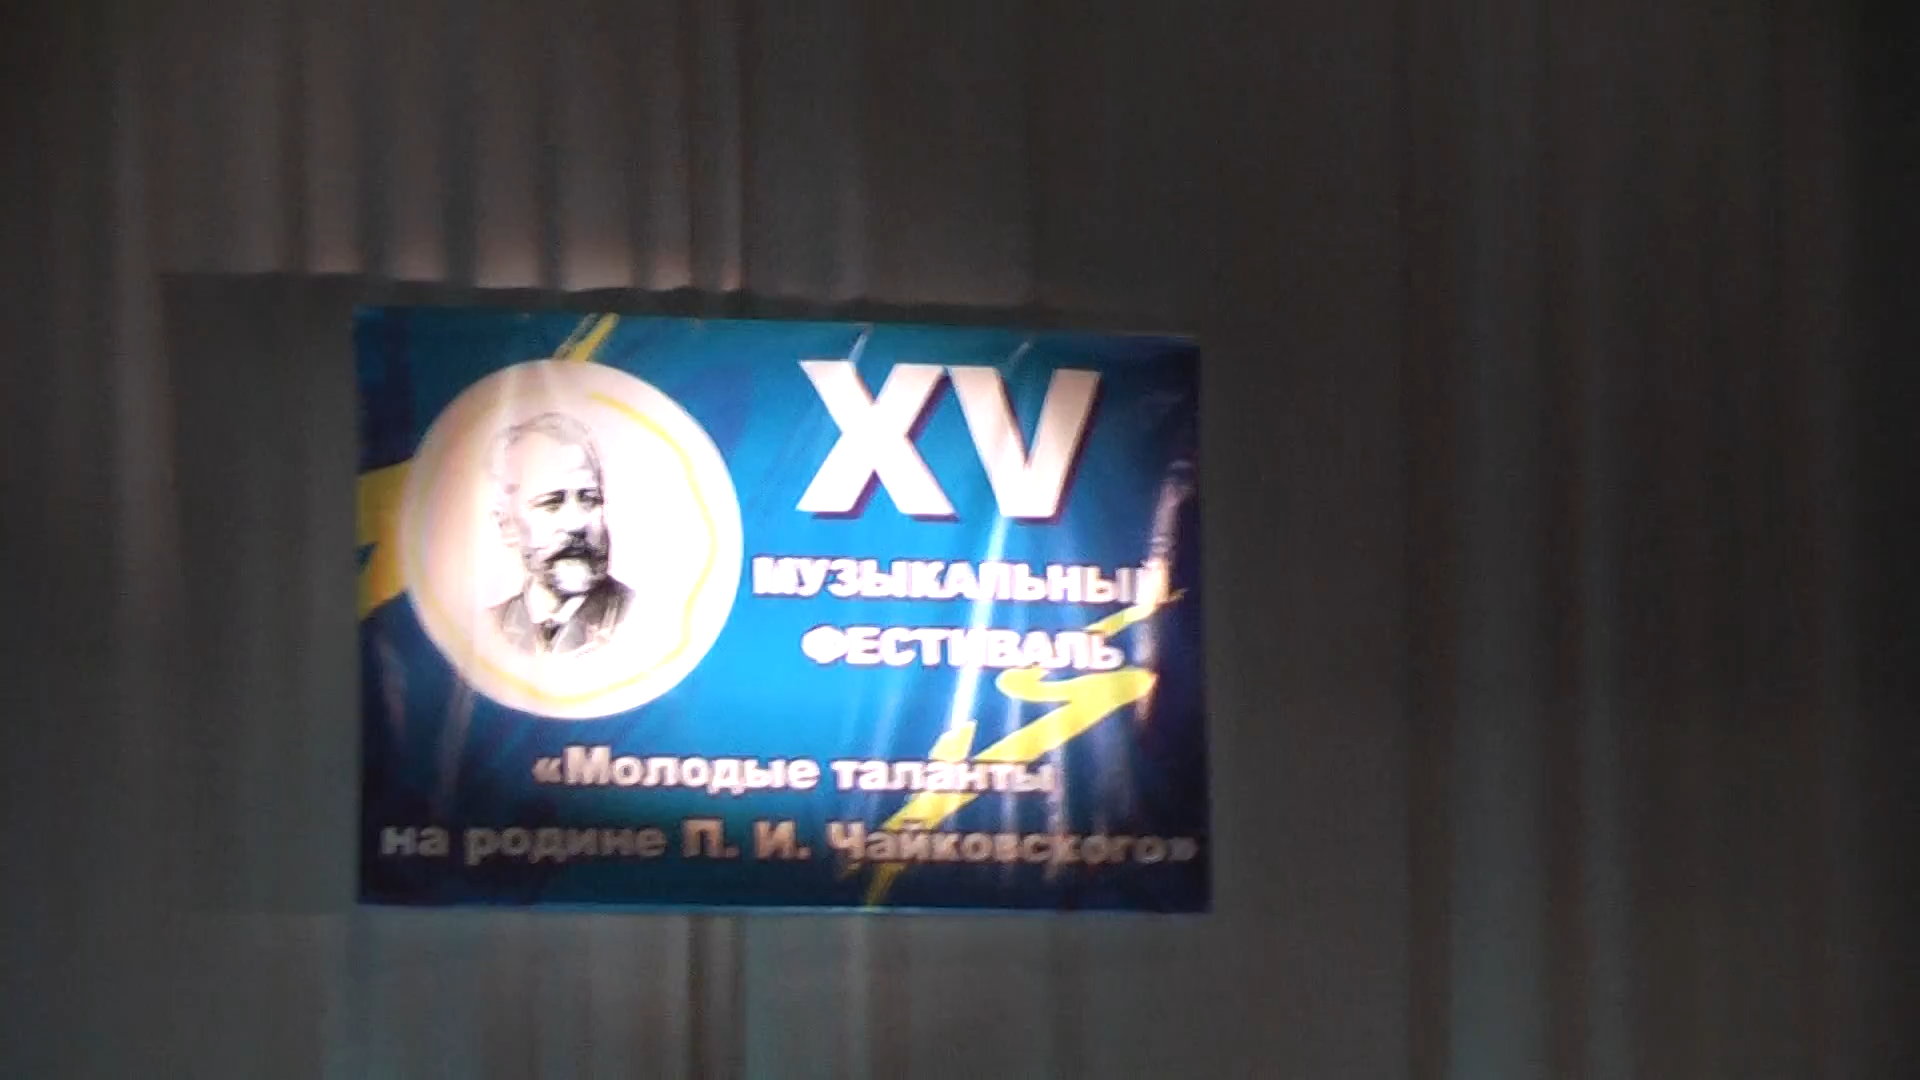 XV
МУЗЫКАЛЬНЫЙ
ФЕСТИВАЛЬ
«Молодые таланты
на родине П. И. Чайковского»